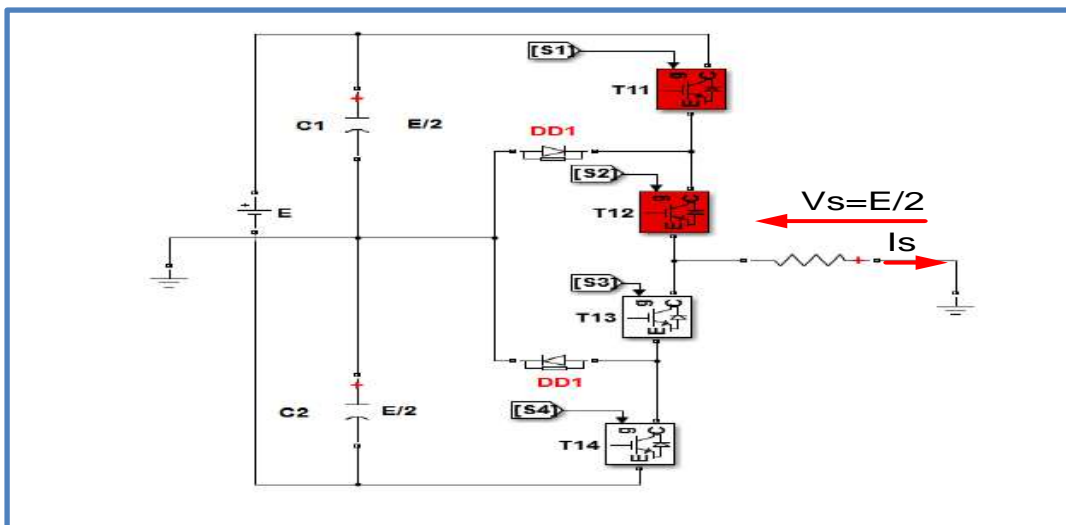 [S1]
T11
C1
E/2
DD1
[S2]
T12
Vs=E/2
E
Is
[S3]
T13
DD1
C2
E/2
[S4]
T14
g
C
E
g
C
E
g
C
E
g
C
E